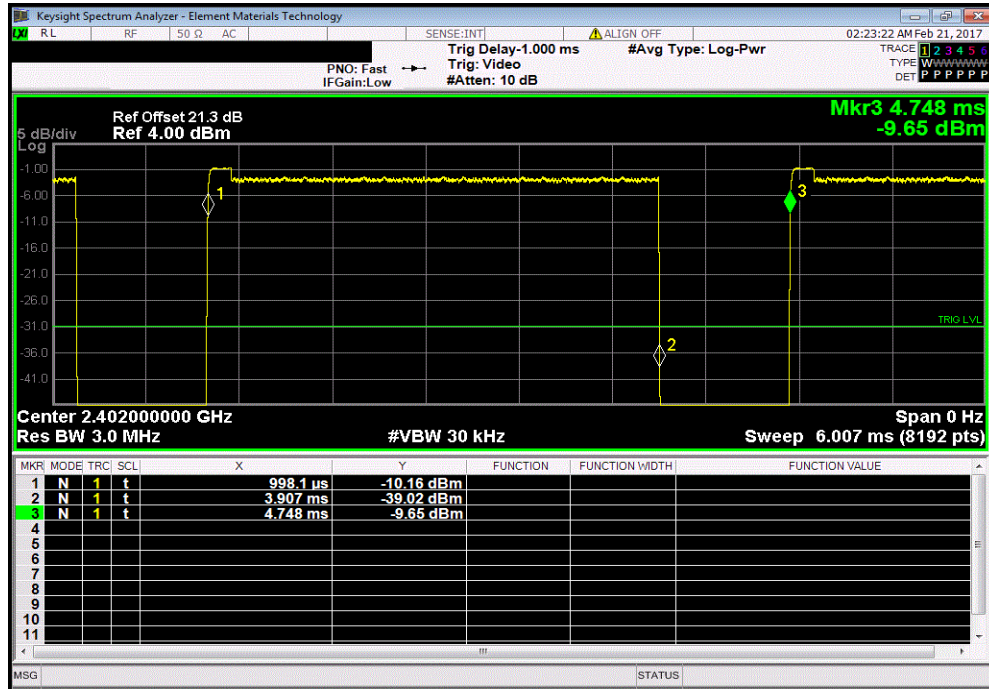 Keysight Spectrum Analyzer - Element Materials Technology
LXI RL RF 50 Ω AC SENSE:INT ALIGN OFF 02:23:22 AM Feb 21, 2017
Trig Delay-1.000 ms #Avg Type: Log-Pwr TRACE 1 2 3 4 5 6
PNO: Fast Trig: Video TYPE WWWWWW
IFGain:Low #Atten: 10 dB DET P P P P P P
Mkr3 4.748 ms
Ref Offset 21.3 dB
5 dB/div Ref 4.00 dBm -9.65 dBm
Log
-1.00
-6.00 1 3
-11.0
-16.0
-21.0
-26.0
-31.0 TRIG LVL
-36.0 2
-41.0
Center 2.402000000 GHz Span 0 Hz
Res BW 3.0 MHz #VBW 30 kHz Sweep 6.007 ms (8192 pts)
MKR MODE TRC SCL X Y FUNCTION FUNCTION WIDTH FUNCTION VALUE
1 N 1 t 998.1 µs -10.16 dBm
2 N 1 t 3.907 ms -39.02 dBm
3 N 1 t 4.748 ms -9.65 dBm
4
5
6
7
8
9
10
11
MSG STATUS